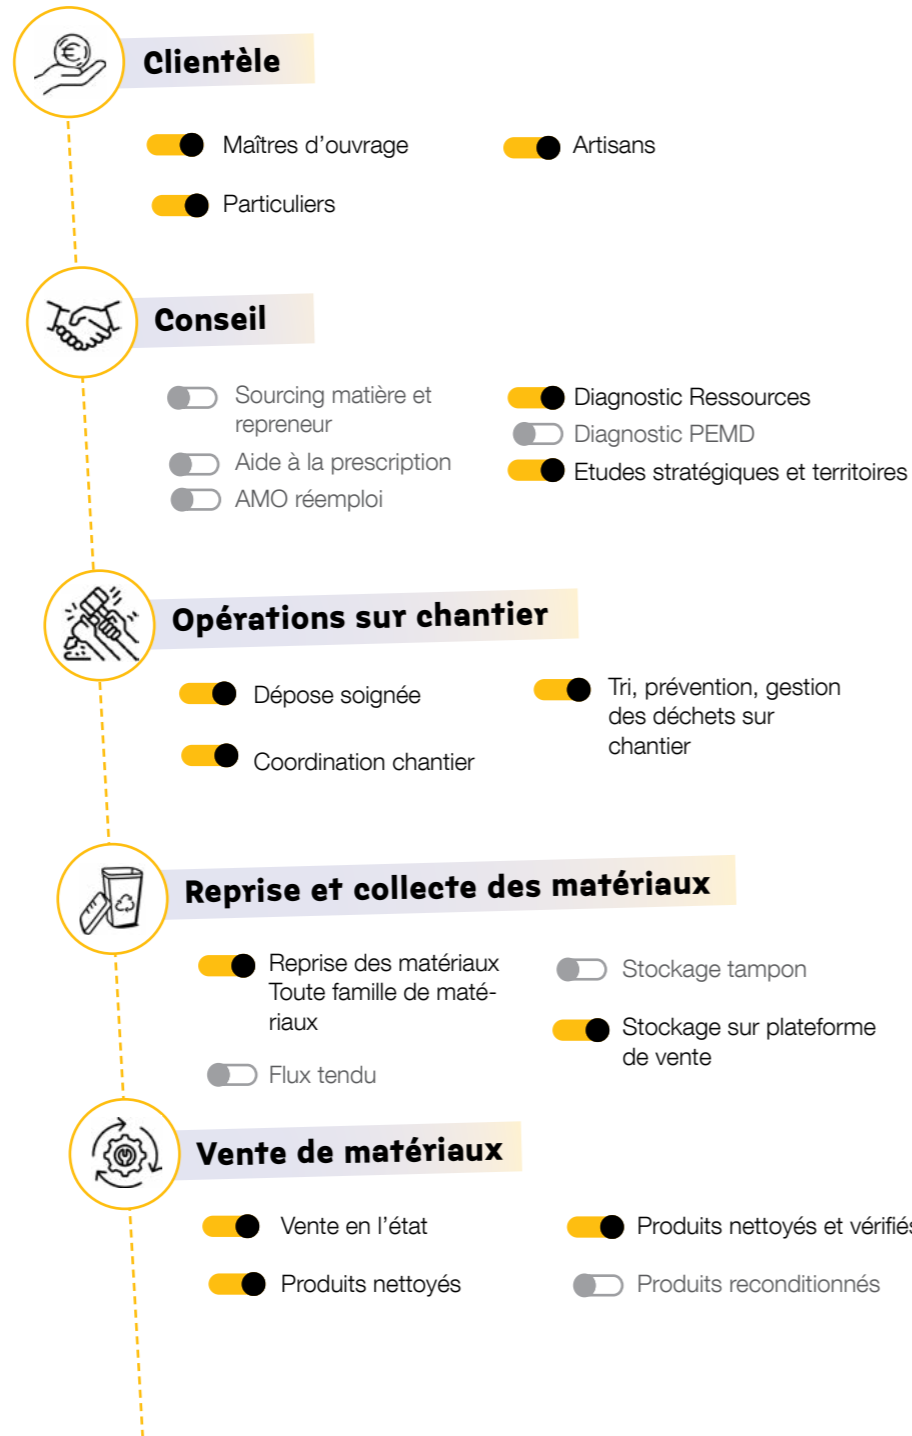 Clientèle
Maîtres d'ouvrage
Artisans
Particuliers
Conseil
Sourcing matière et
repreneur
Aide à la prescription
AMO réemploi
Diagnostic Ressources
Diagnostic PEMD
Etudes stratégiques et territoires
Opérations sur chantier
Dépose soignée
Coordination chantier
Tri, prévention, gestion
des déchets sur
chantier
Reprise et collecte des matériaux
Reprise des matériaux
Toute famille de maté-
riaux
Flux tendu
Stockage tampon
Stockage sur plateforme
de vente
Vente de matériaux
Vente en l'état
Produits nettoyés
Produits nettoyés et vérifiés
Produits reconditionnés